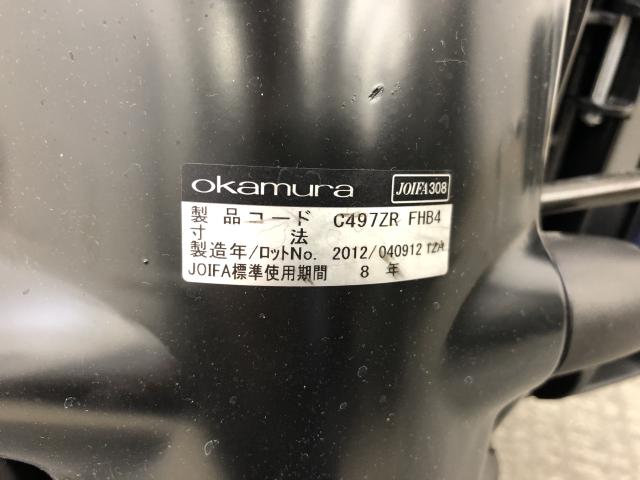 okamura JOIFA308
製品コード C497ZR FHB4
寸法
製造年/ロットNo. 2012/040912
JOIFA標準使用期間 8 年